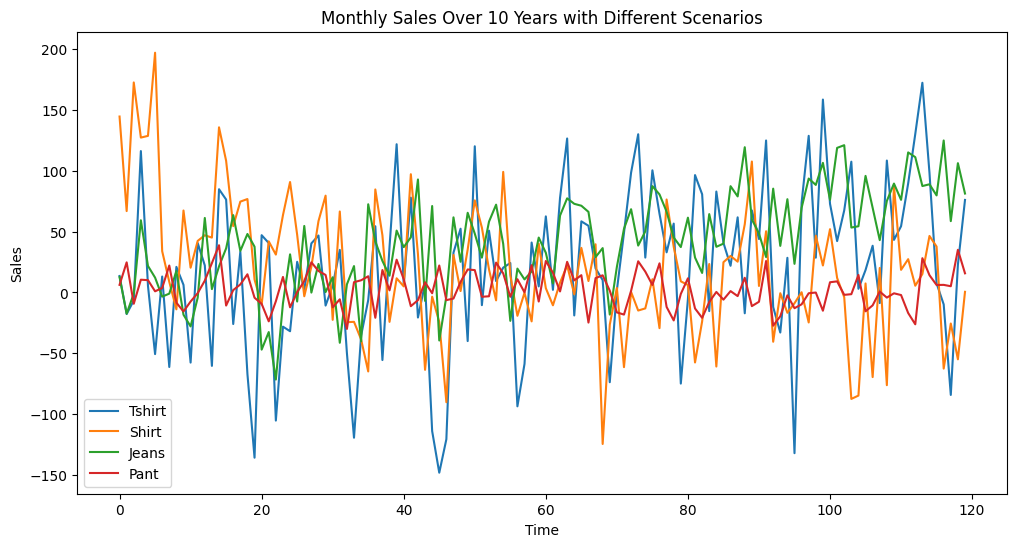 Monthly Sales Over 10 Years with Different Scenarios
Sales
200
150
100
50
0
−50
−100
−150
Tshirt
Shirt
Jeans
Pant
0 20 40 60 80 100 120
Time